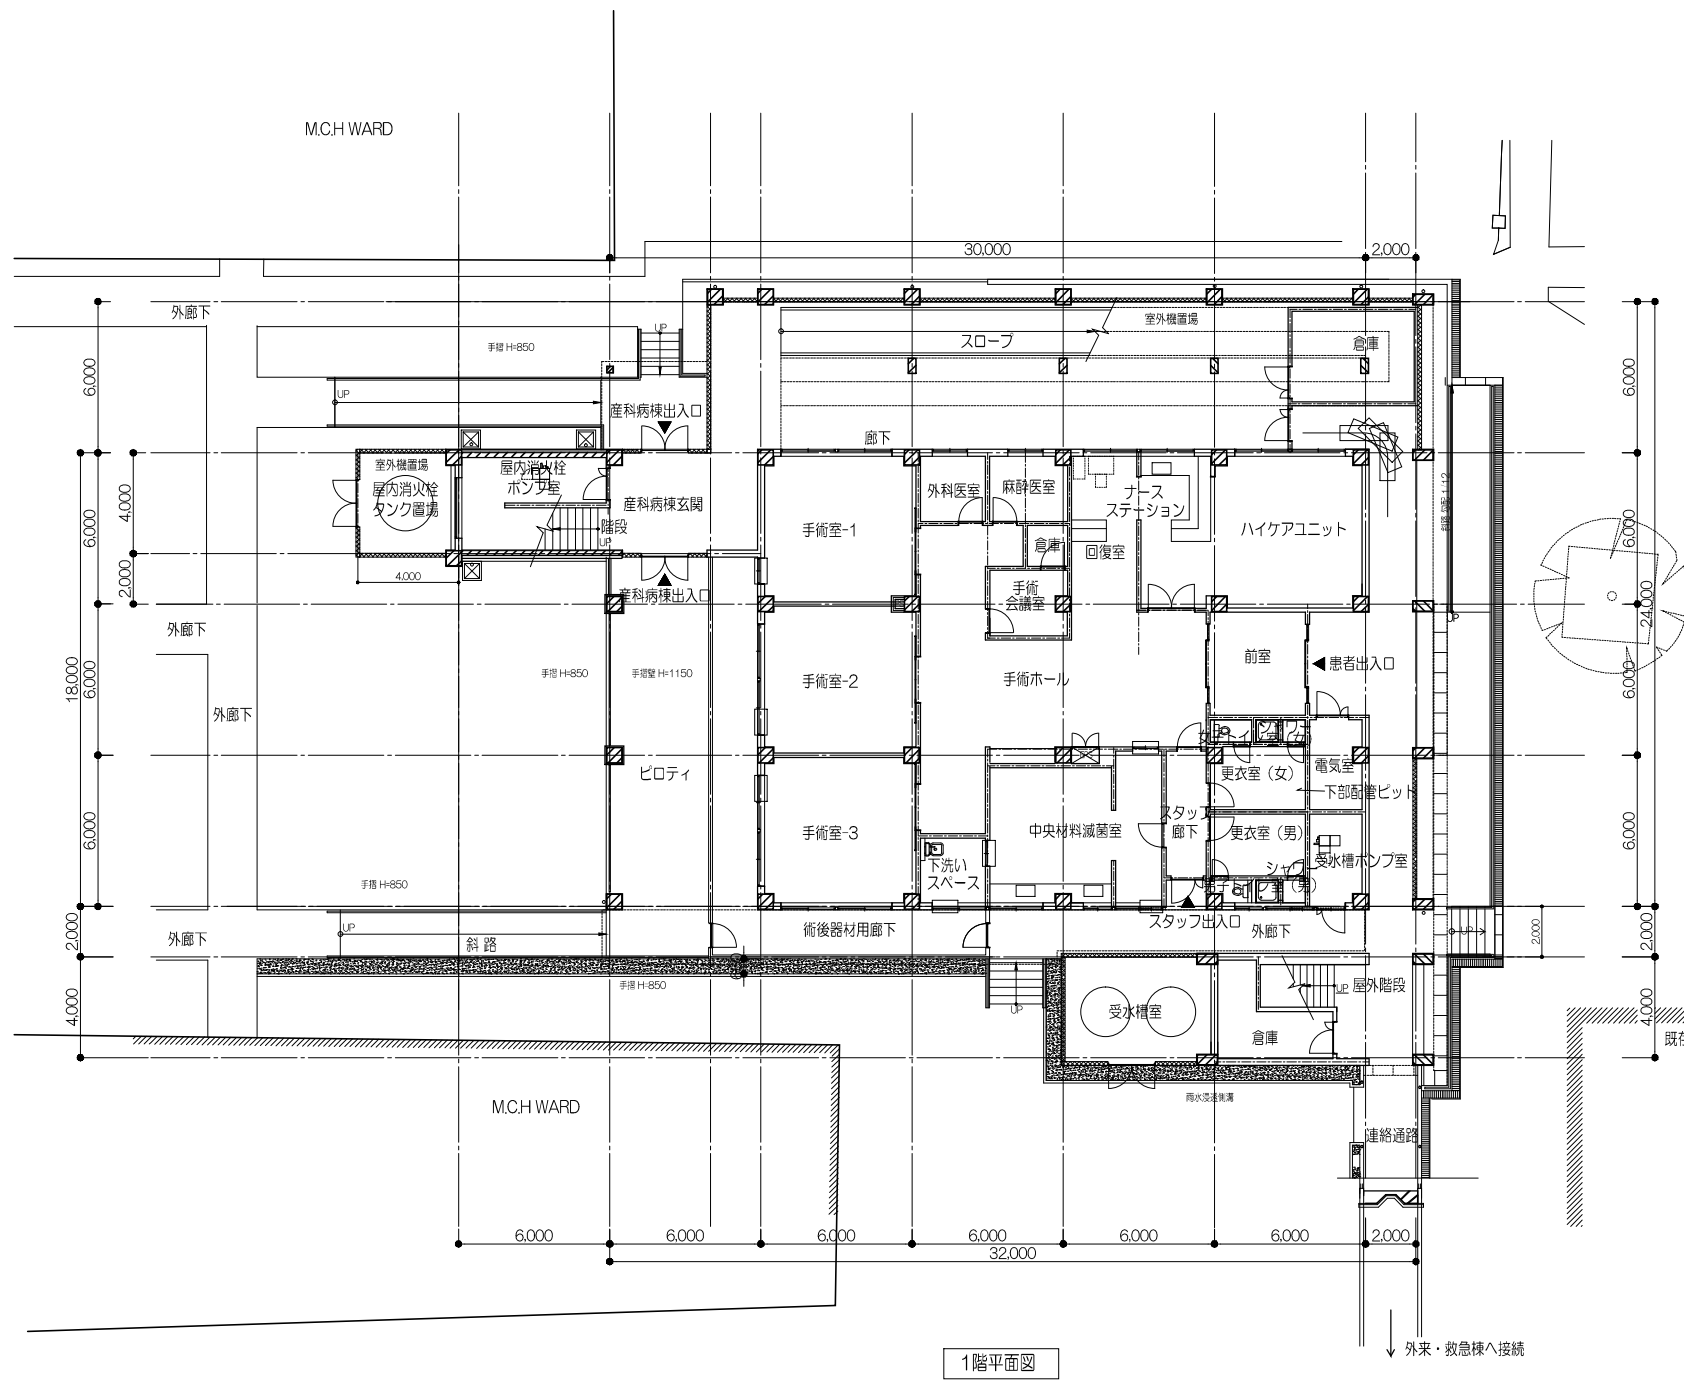 M.C.H WARD
30,000
2,000
外廊下
UP
室外機置場
スロープ
倉庫
手摺 H=850
6,000
6,000
UP
産科病棟出入口
廊下
室外機置場
屋内消火栓
タンク置場
屋内消火栓
ポンプ室
階段
UP
産科病棟玄関
手術室-1
外科医室
麻酔医室
ナース
ステーション
ハイケアユニット
倉庫
回復室
4,000
6,000
2,000
4,000
6,000
24,000
手術
会議室
産科病棟出入口
UP
外廊下
18,000
6,000
手摺 H=850
手摺壁 H=1150
手術室-2
手術ホール
前室
患者出入口
6,000
外廊下
ピロティ
更衣室(女)
電気室
下部配管ピット
6,000
手術室-3
中央材料滅菌室
スタッフ
廊下
更衣室(男)
受水槽ポンプ室
6,000
下洗い
スペース
手摺 H=850
スタッフ出入口
外廊下
2,000
外廊下
UP
斜路
術後器材用廊下
UP
2,000
2,000
手摺 H=850
UP
UP
屋外階段
4,000
受水槽室
倉庫
4,000
M.C.H WARD
雨水浸透側溝
連絡通路
6,000
6,000
6,000
6,000
6,000
6,000
2,000
32,000
外来・救急棟へ接続
1階平面図